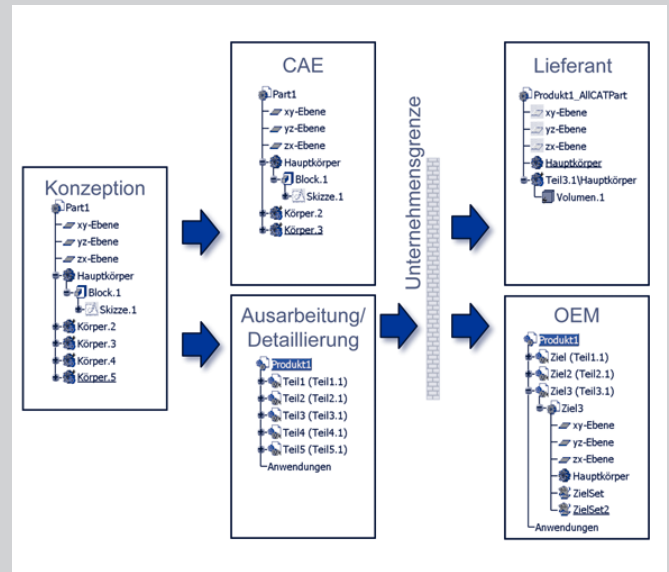 Konzeption
Part1
xy-Ebene
yz-Ebene
zx-Ebene
Hauptkörper
Block.1
Skizze.1
Körper.2
Körper.3
Körper.4
Körper.5
CAE
Part1
xy-Ebene
yz-Ebene
zx-Ebene
Hauptkörper
Block.1
Skizze.1
Körper.2
Körper.3
Ausarbeitung/
Detaillierung
Produkt1
Teil1 (Teil1.1)
Teil2 (Teil2.1)
Teil3 (Teil3.1)
Teil4 (Teil4.1)
Teil5 (Teil5.1)
Anwendungen
Unternehmensgrenze
Lieferant
Produkt1_AllCATPart
xy-Ebene
yz-Ebene
zx-Ebene
Hauptkörper
Teil3.1\Hauptkörper
Volumen.1
OEM
Produkt1
Ziel (Teil1.1)
Ziel2 (Teil2.1)
Ziel3 (Teil3.1)
Ziel3
xy-Ebene
yz-Ebene
zx-Ebene
Hauptkörper
ZielSet
ZielSet2
Anwendungen